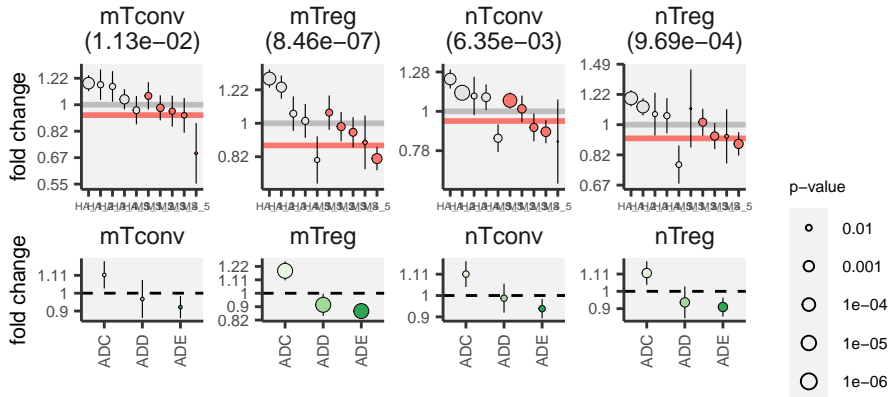 mTconv
(1.13e−02)
mTreg
(8.46e−07)
nTconv
(6.35e−03)
nTreg
(9.69e−04)
fold change
1.22
1
0.82
0.67
0.55
1.22
1
0.82
1.28
1
0.78
1.49
1.22
1
0.82
0.67
mTconv
mTreg
nTconv
nTreg
fold change
1.11
1
0.9
1.22
1.11
1
0.9
0.82
1.11
1
0.9
1.11
1
0.9
ADC
ADD
ADE
ADC
ADD
ADE
ADC
ADD
ADE
ADC
ADD
ADE
p−value
0.01
0.001
1e−04
1e−05
1e−06